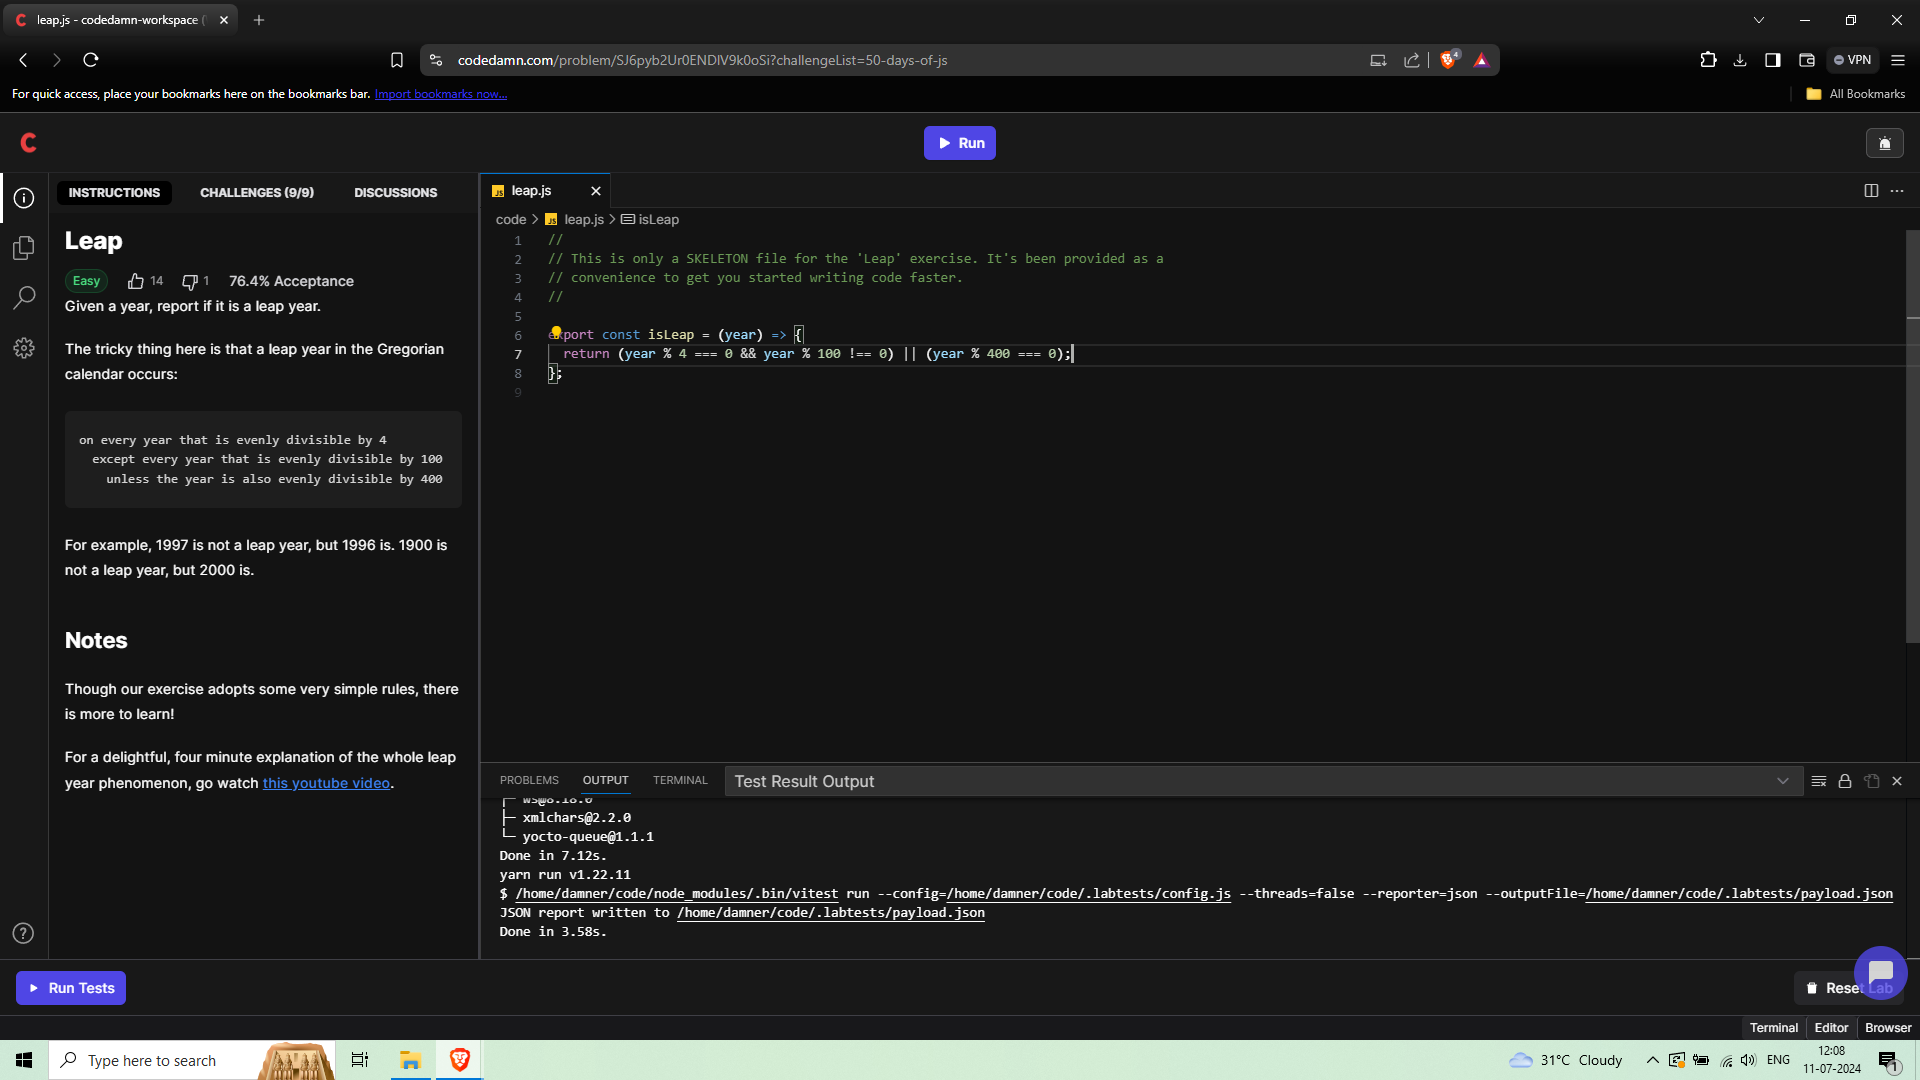 leap.js - codedamn-workspace (
codedamn.com/problem/SJ6pyb2Ur0ENDlV9k0oSi?challengeList=50-days-of-js
4
VPN
For quick access, place your bookmarks here on the bookmarks bar. Import bookmarks now...
All Bookmarks
Run
INSTRUCTIONS
CHALLENGES (9/9)
DISCUSSIONS
Leap
Easy
14
1
76.4% Acceptance
Given a year, report if it is a leap year.
The tricky thing here is that a leap year in the Gregorian
calendar occurs:
on every year that is evenly divisible by 4
except every year that is evenly divisible by 100
unless the year is also evenly divisible by 400
For example, 1997 is not a leap year, but 1996 is. 1900 is
not a leap year, but 2000 is.
Notes
Though our exercise adopts some very simple rules, there
is more to learn!
For a delightful, four minute explanation of the whole leap
year phenomenon, go watch this youtube video.
JS leap.js
code > JS leap.js > isLeap
1 //
2 // This is only a SKELETON file for the 'Leap' exercise. It's been provided as a
3 // convenience to get you started writing code faster.
4 //
5
6 export const isLeap = (year) => {
7 return (year % 4 === 0 && year % 100 !== 0) || (year % 400 === 0);
8 };
9
PROBLEMS
OUTPUT
TERMINAL
Test Result Output
├─ ws@8.18.0
├─ xmlchars@2.2.0
└─ yocto-queue@1.1.1
Done in 7.12s.
yarn run v1.22.11
$ /home/damner/code/node_modules/.bin/vitest run --config=/home/damner/code/.labtests/config.js --threads=false --reporter=json --outputFile=/home/damner/code/.labtests/payload.json
JSON report written to /home/damner/code/.labtests/payload.json
Done in 3.58s.
Run Tests
Reset Lab
Terminal
Editor
Browser
Type here to search
31°C Cloudy
ENG
12:08
11-07-2024
1